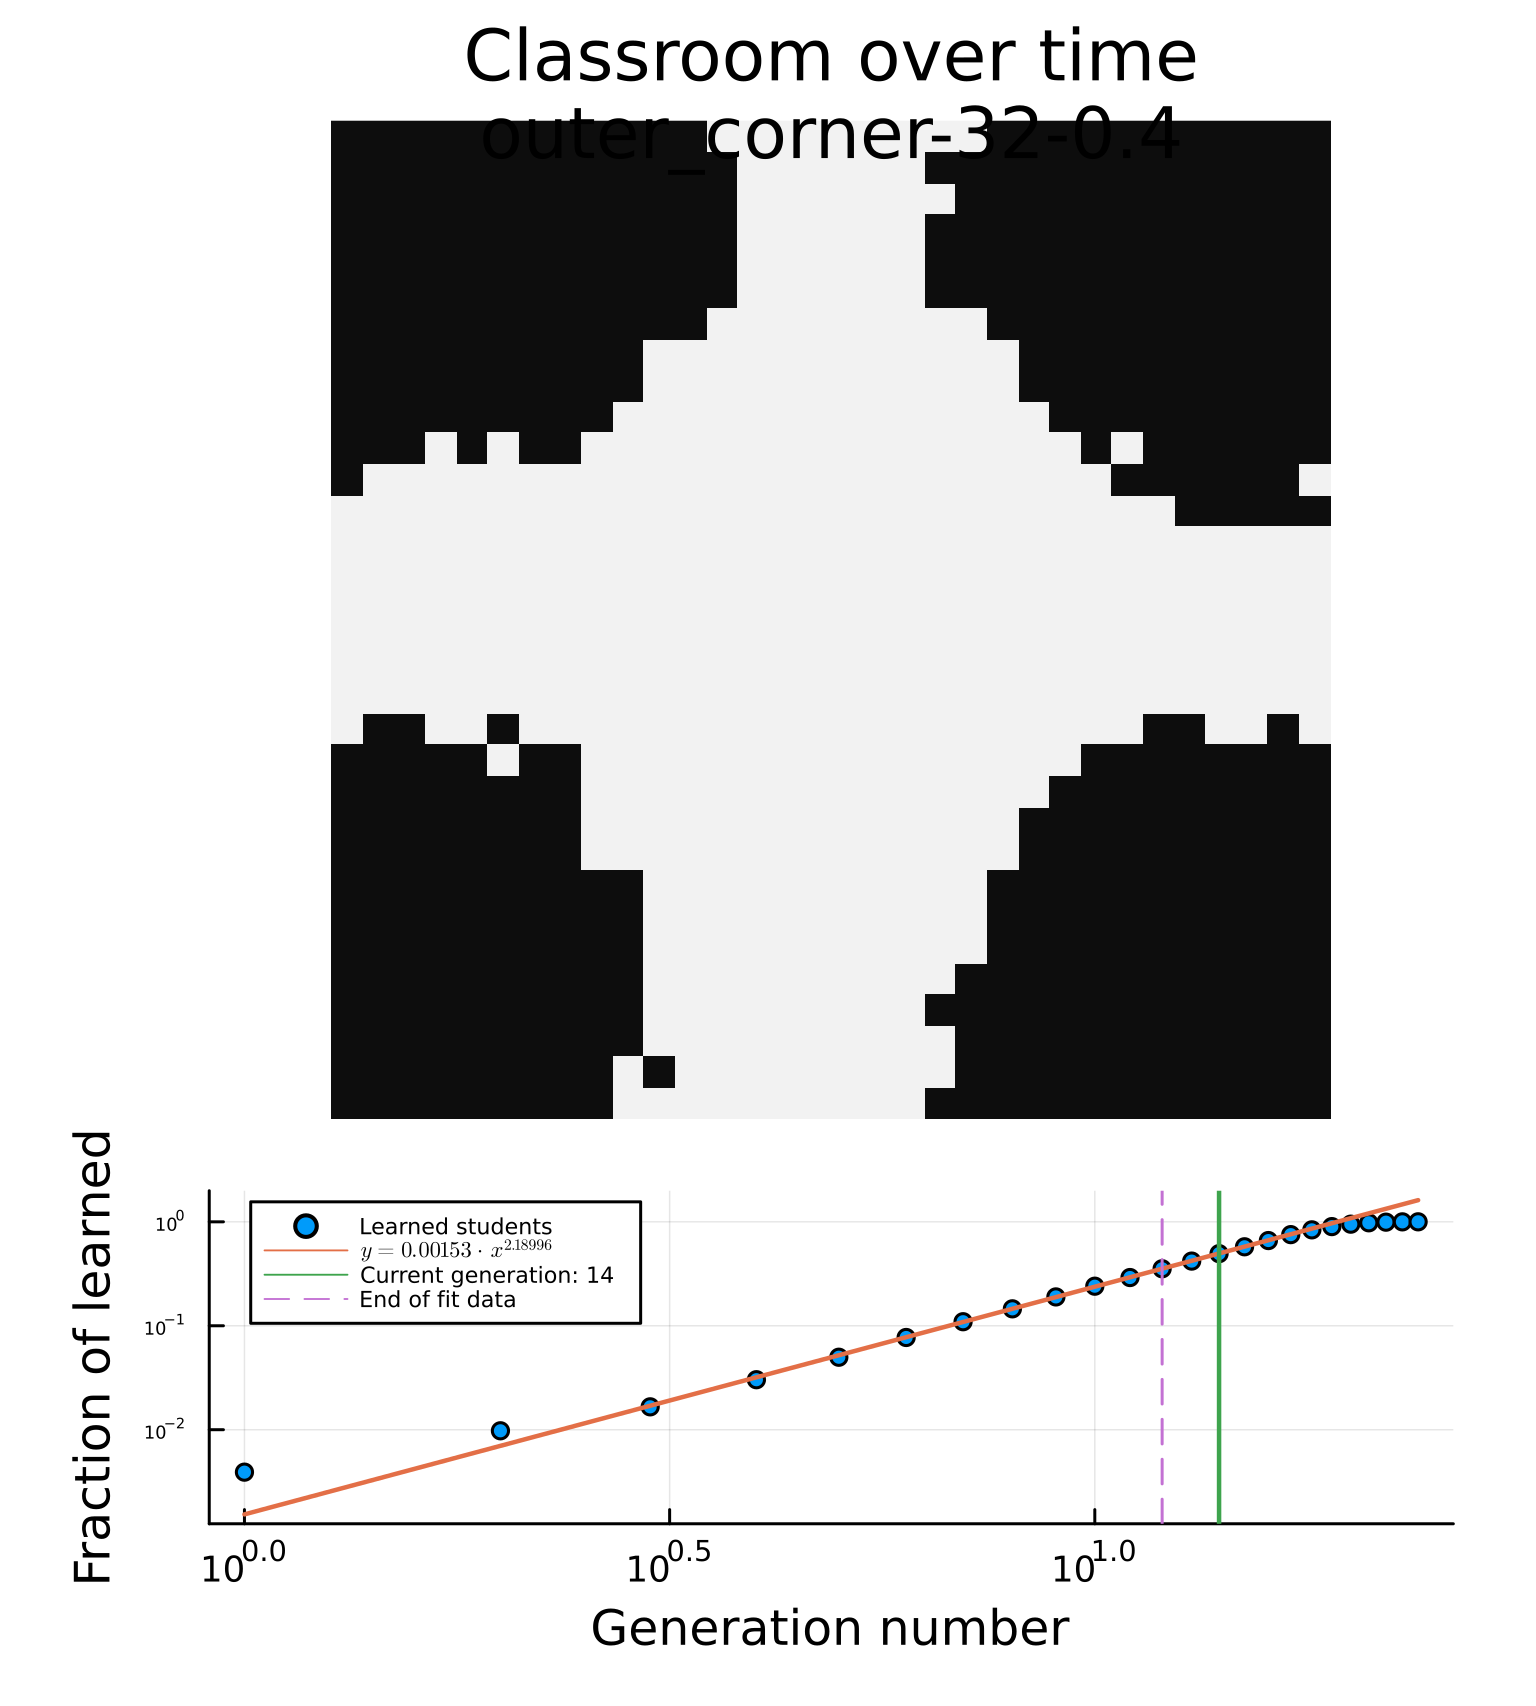 Classroom over time
outer_corner-32-0.4
Fraction of learned
10⁰
10⁻¹
10⁻²
Learned students
y = 0.00153 · x^2.18996
Current generation: 14
End of fit data
10^0.0 10^0.5 10^1.0
Generation number